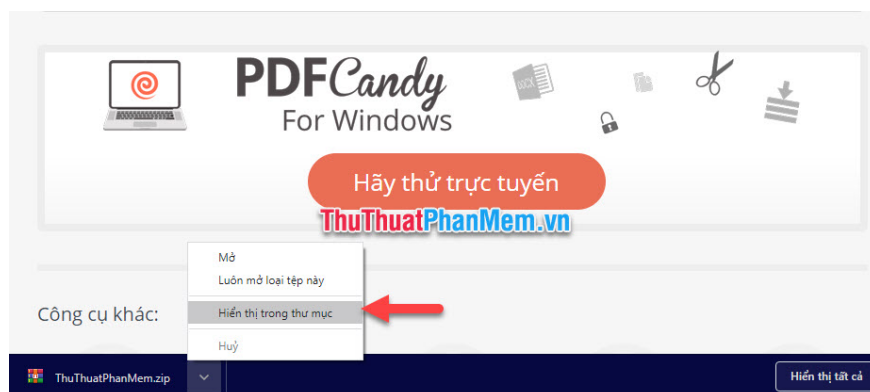 PDFCandy
For Windows
DOCX
Hãy thử trực tuyến
ThuThuatPhanMem.vn
Mở
Luôn mở loại tệp này
Hiển thị trong thư mục
Huỷ
Công cụ khác:
ThuThuatPhanMem.zip
Hiển thị tất cả